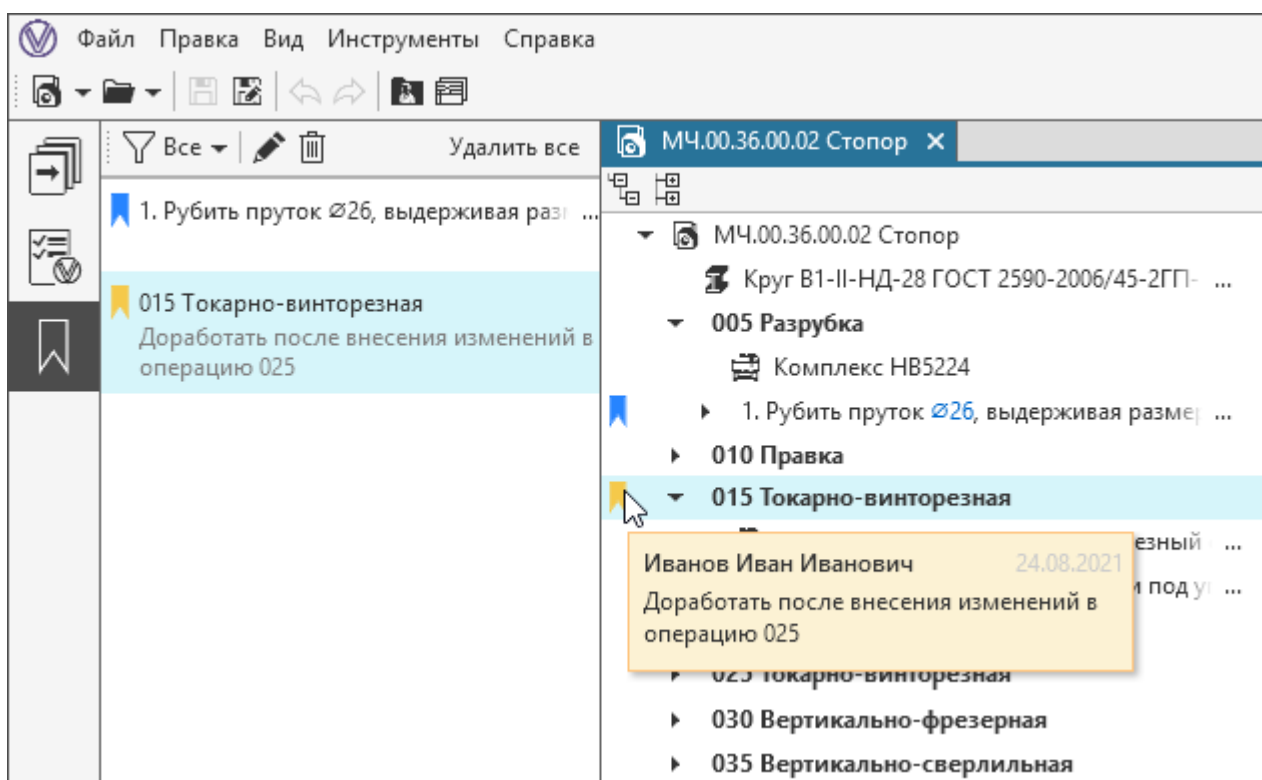 Файл Правка Вид Инструменты Справка
Все
Удалить все
1. Рубить пруток ⌀26, выдерживая раз ...
015 Токарно-винторезная
Доработать после внесения изменений в
операцию 025
МЧ.00.36.00.02 Стопор
МЧ.00.36.00.02 Стопор
Круг В1-II-НД-28 ГОСТ 2590-2006/45-2ГП- ...
005 Разрубка
Комплекс НВ5224
1. Рубить пруток ⌀26, выдерживая разме ...
010 Правка
015 Токарно-винторезная
езный ...
Иванов Иван Иванович 24.08.2021
Доработать после внесения изменений в
операцию 025
под у ...
025 Токарно-винторезная
030 Вертикально-фрезерная
035 Вертикально-сверлильная